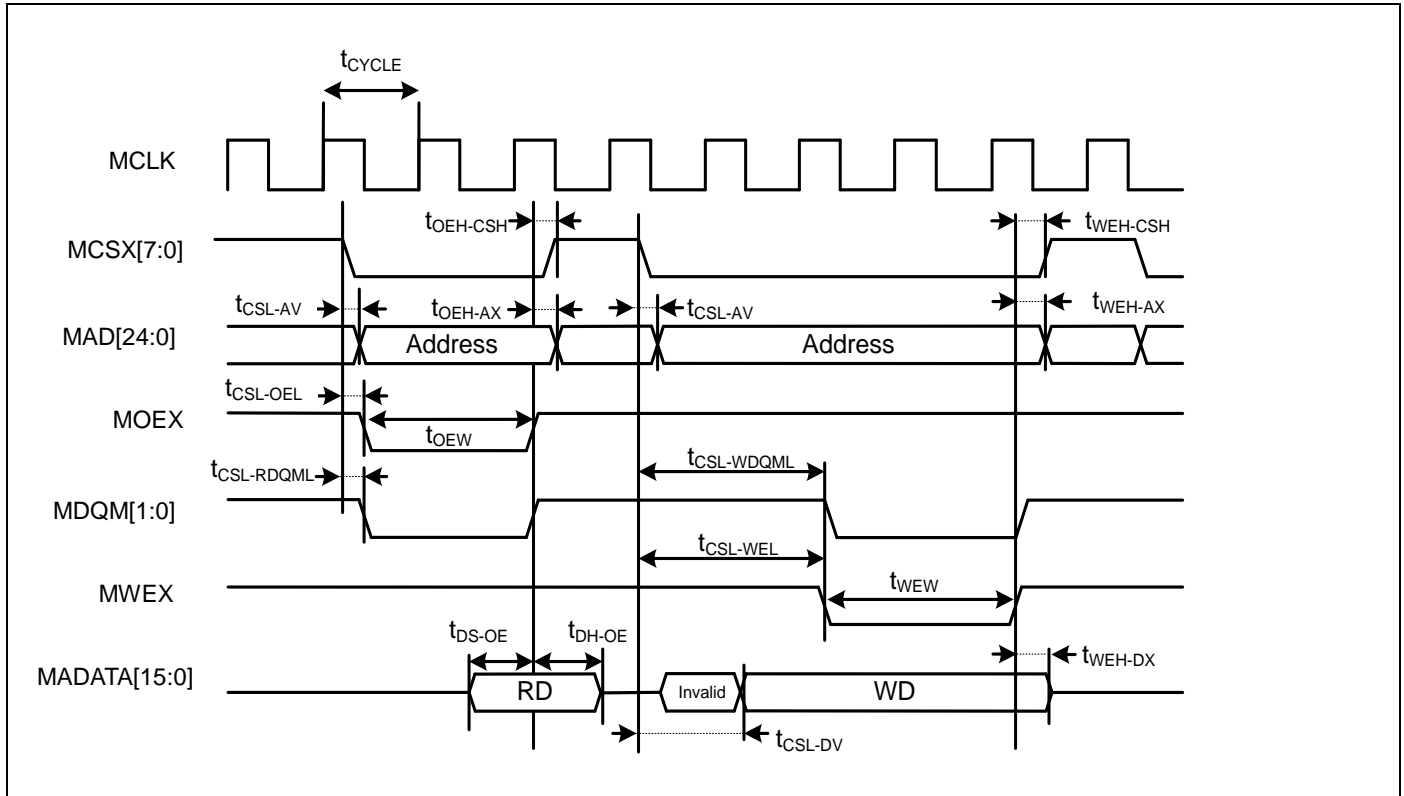 tCYCLE
MCLK
tOEH-CSH tWEH-CSH
MCSX[7:0]
tCSL-AV tOEH-AX tCSL-AV tWEH-AX
MAD[24:0] Address Address
tCSL-OEL
MOEX
tOEW
tCSL-WDQML
tCSL-RDQML
MDQM[1:0]
tCSL-WEL
tWEW
MWEX
tDS-OE tDH-OE
tWEH-DX
MADATA[15:0] RD Invalid WD
tCSL-DV